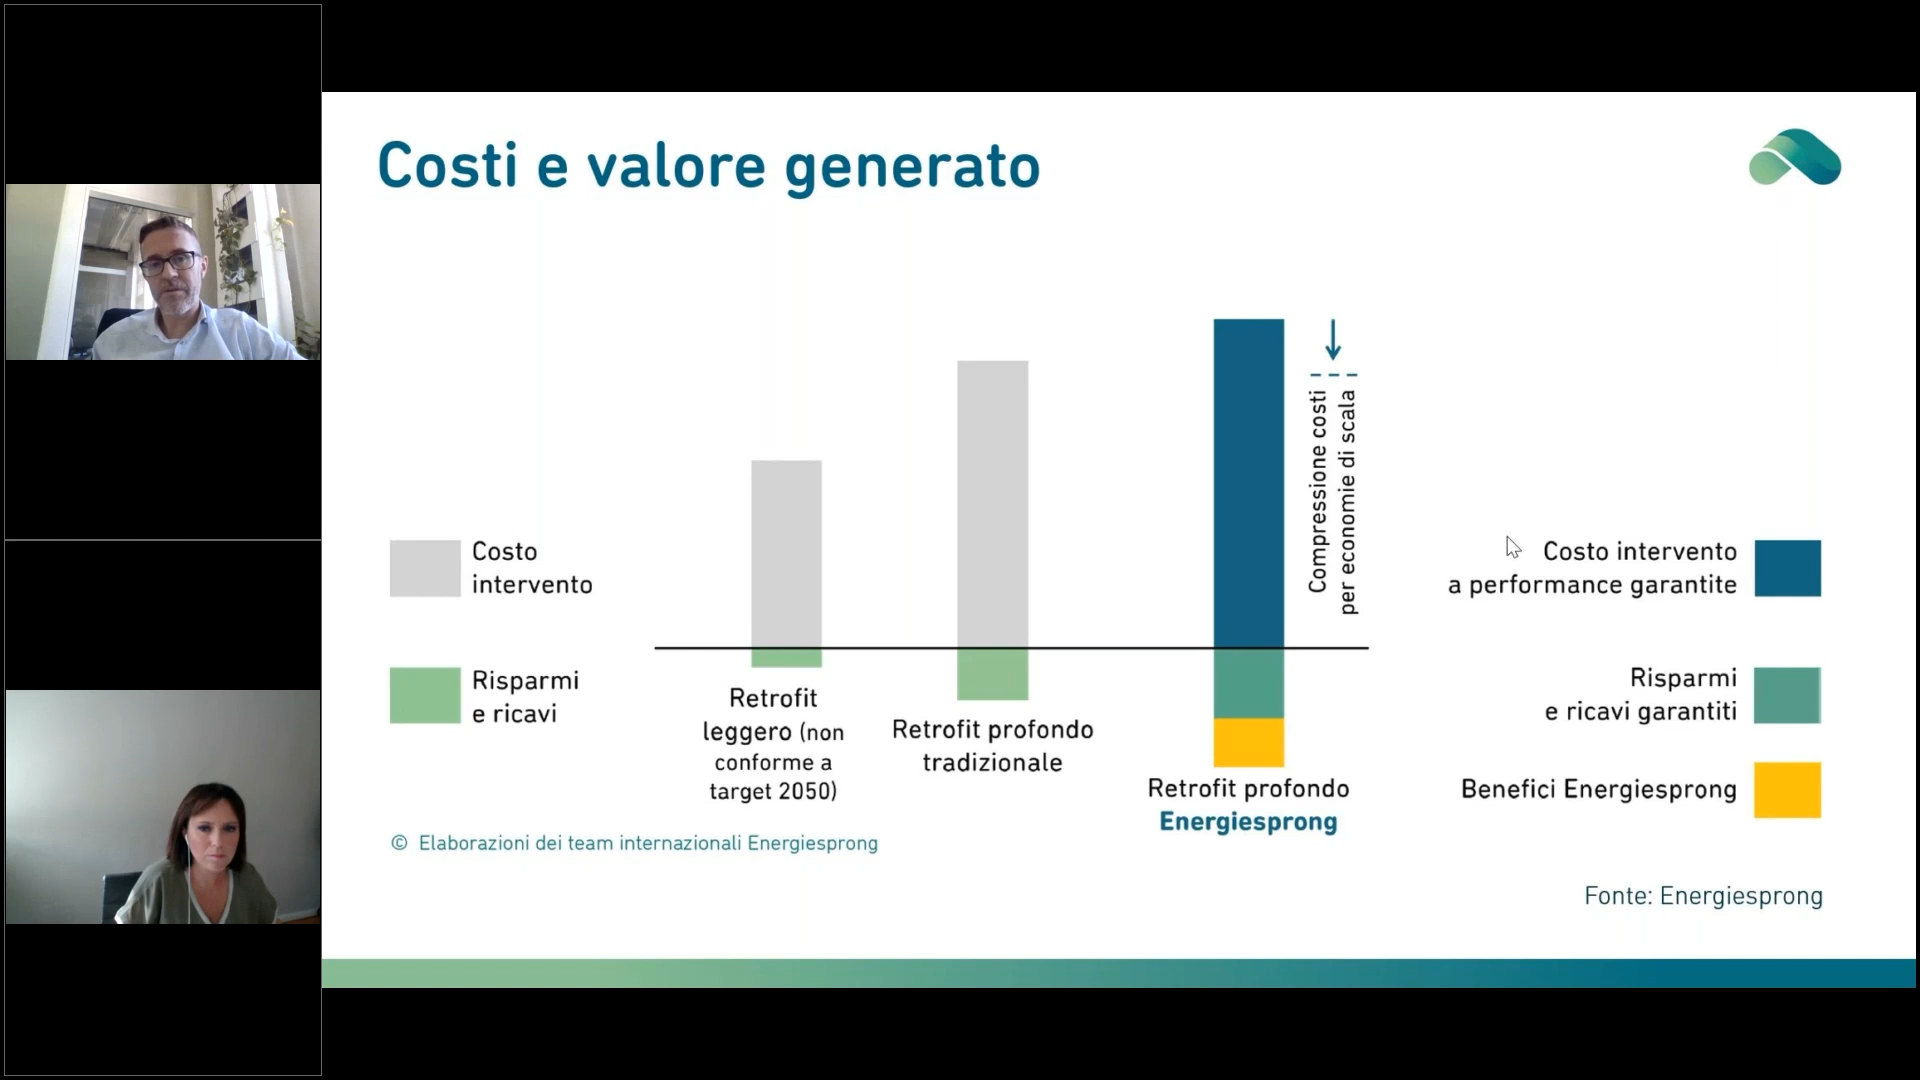 Costi e valore generato
Compressione costi
per economie di scala
Costo
intervento
Risparmi
e ricavi
Retrofit
leggero (non
conforme a
target 2050)
Retrofit profondo
tradizionale
Retrofit profondo
Energiesprong
Costo intervento
a performance garantite
Risparmi
e ricavi garantiti
Benefici Energiesprong
© Elaborazioni dei team internazionali Energiesprong
Fonte: Energiesprong